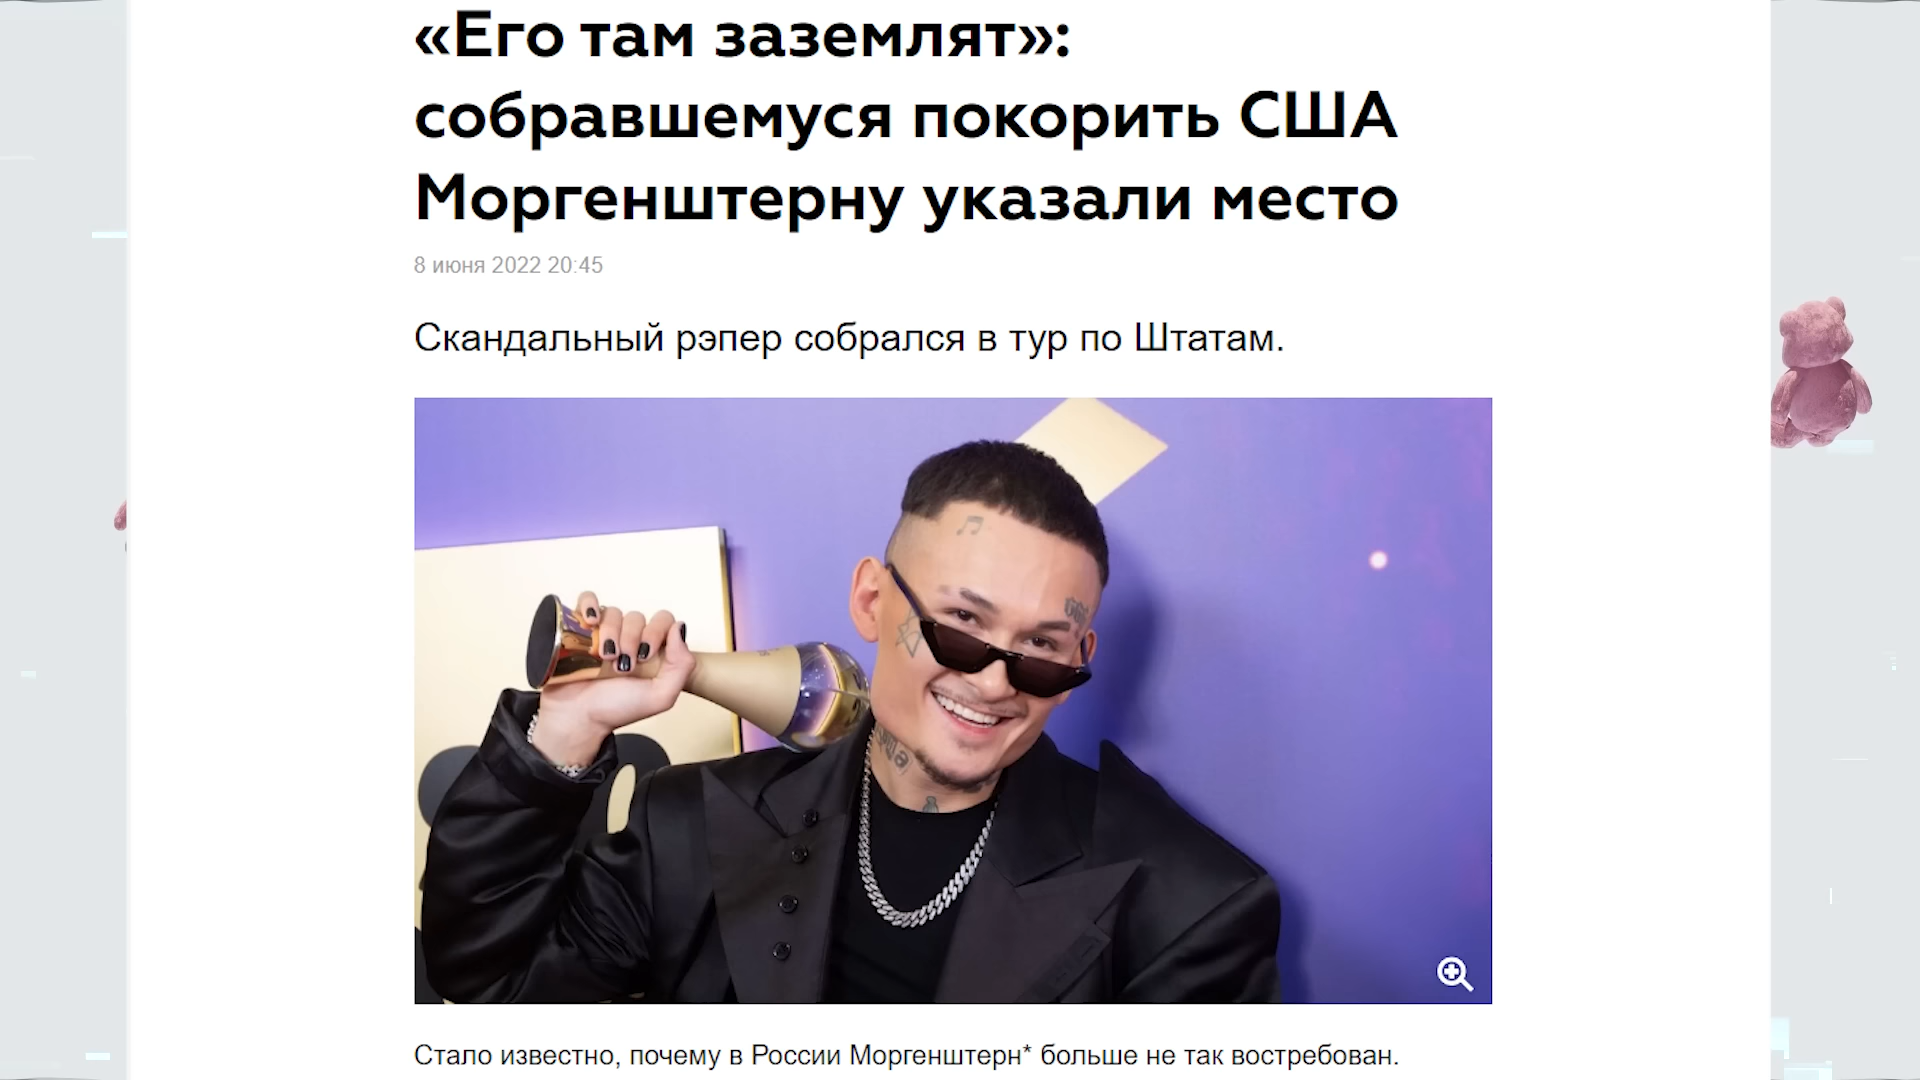 «Его там заземлят»:
собравшемуся покорить США
Моргенштерну указали место
8 июня 2022 20:45
Скандальный рэпер собрался в тур по Штатам.
Стало известно, почему в России Моргенштерн* больше не так востребован.